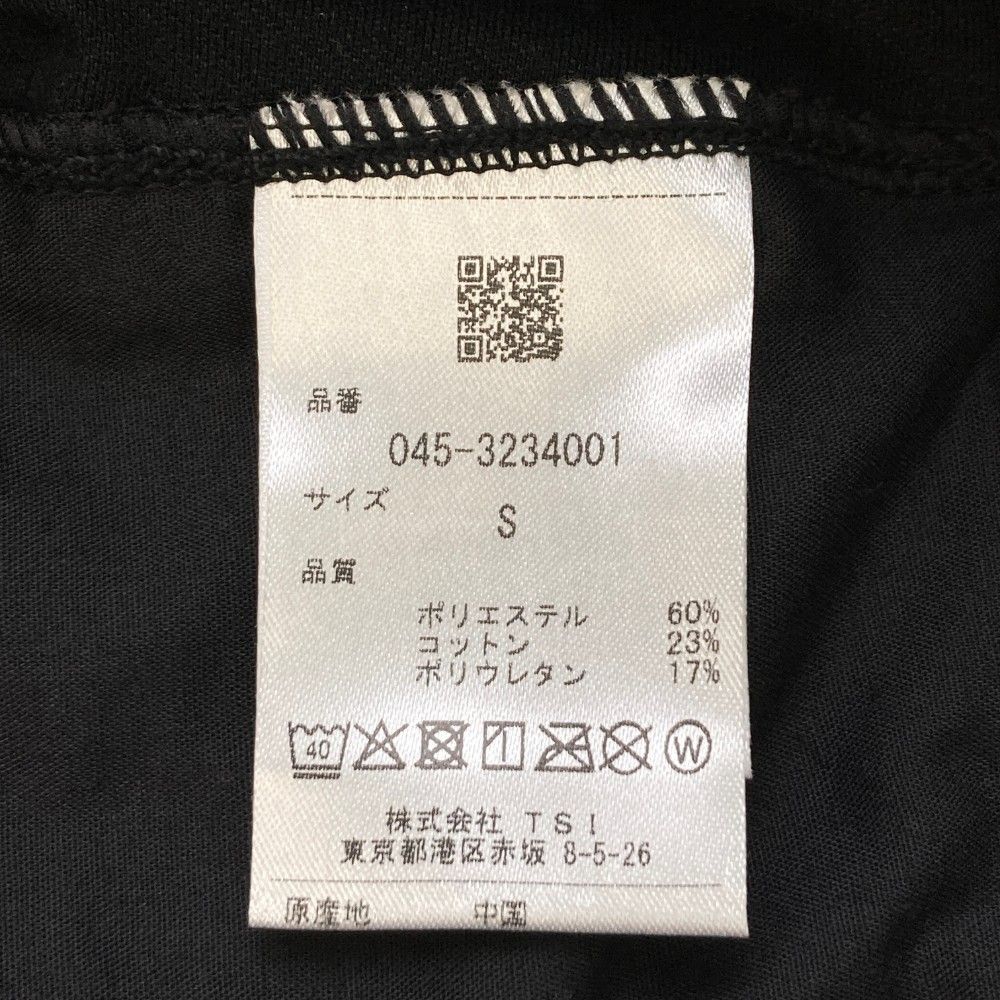 品番
045-3234001
サイズ
S
品質
ポリエステル 60%
コットン 23%
ポリウレタン 17%
40
W
株式会社 TSI
東京都港区赤坂 8-5-26
原産地 中国